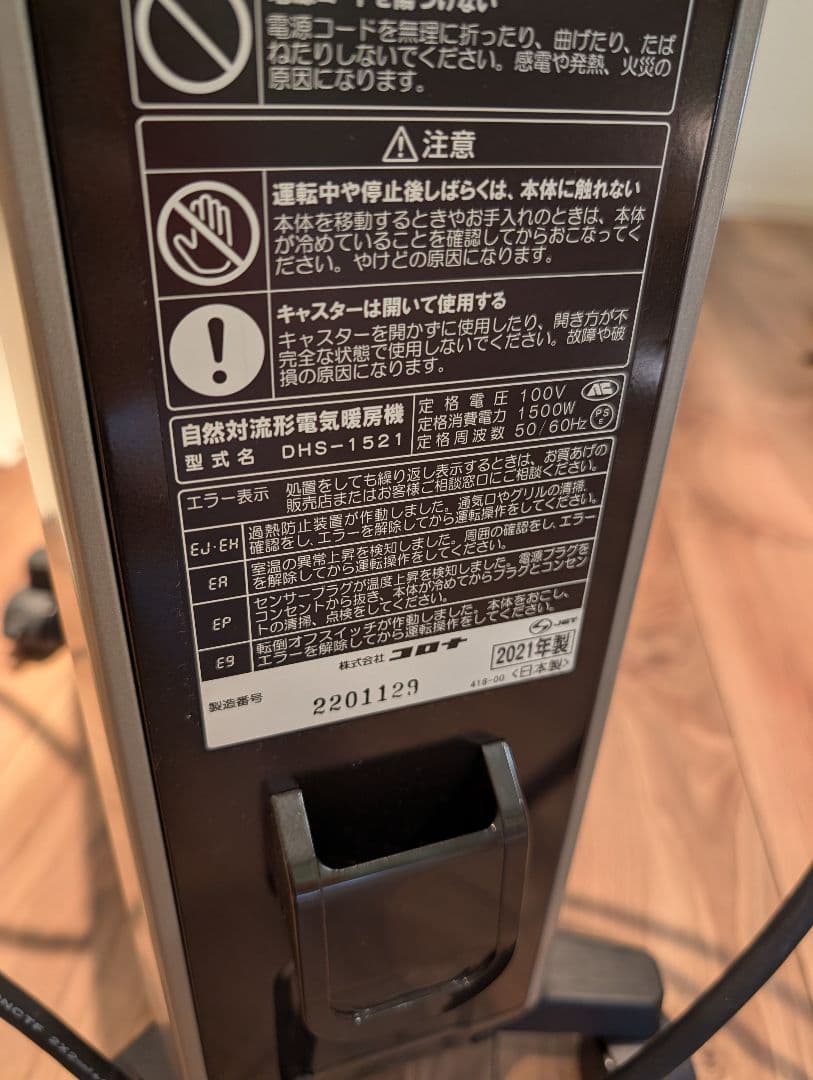 電源コードを傷つけない
電源コードを無理に折ったり、曲げたり、たば
ねたりしないでください。感電や発熱、火災の
原因になります。
注意
運転中や停止後しばらくは、本体に触れない
本体を移動するときやお手入れのときは、本体
が冷めていることを確認してからおこなってく
ださい。やけどの原因になります。
キャスターは開いて使用する
キャスターを開かずに使用したり、開き方が不
完全な状態で使用しないでください。故障や破
損の原因になります。
自然対流形電気暖房機
型式名 DHS-1521
定格電圧 100V
定格消費電力 1500W
定格周波数 50/60Hz
PS
E
エラー表示 処置をしても繰り返し表示するときは、お買あげの
販売店またはお客様ご相談窓口にご相談ください。
EJ・EH 過熱防止装置が作動しました。通気口やグリルの清掃、
確認をし、エラーを解除してから運転操作をしてください。
EA 室温の異常上昇を検知しました。周囲の確認をし、エラー
を解除してから運転操作をしてください。
EP センサープラグが温度上昇を検知しました。電源プラグを
コンセントから抜き、本体が冷めてからプラグとコンセン
トの清掃、点検をしてください。
E9 転倒オフスイッチが作動しました。本体をおこし、
エラーを解除してから運転操作をしてください。
株式会社 コロナ
JET
2021年製
製造番号 2201129
418-00 <日本製>